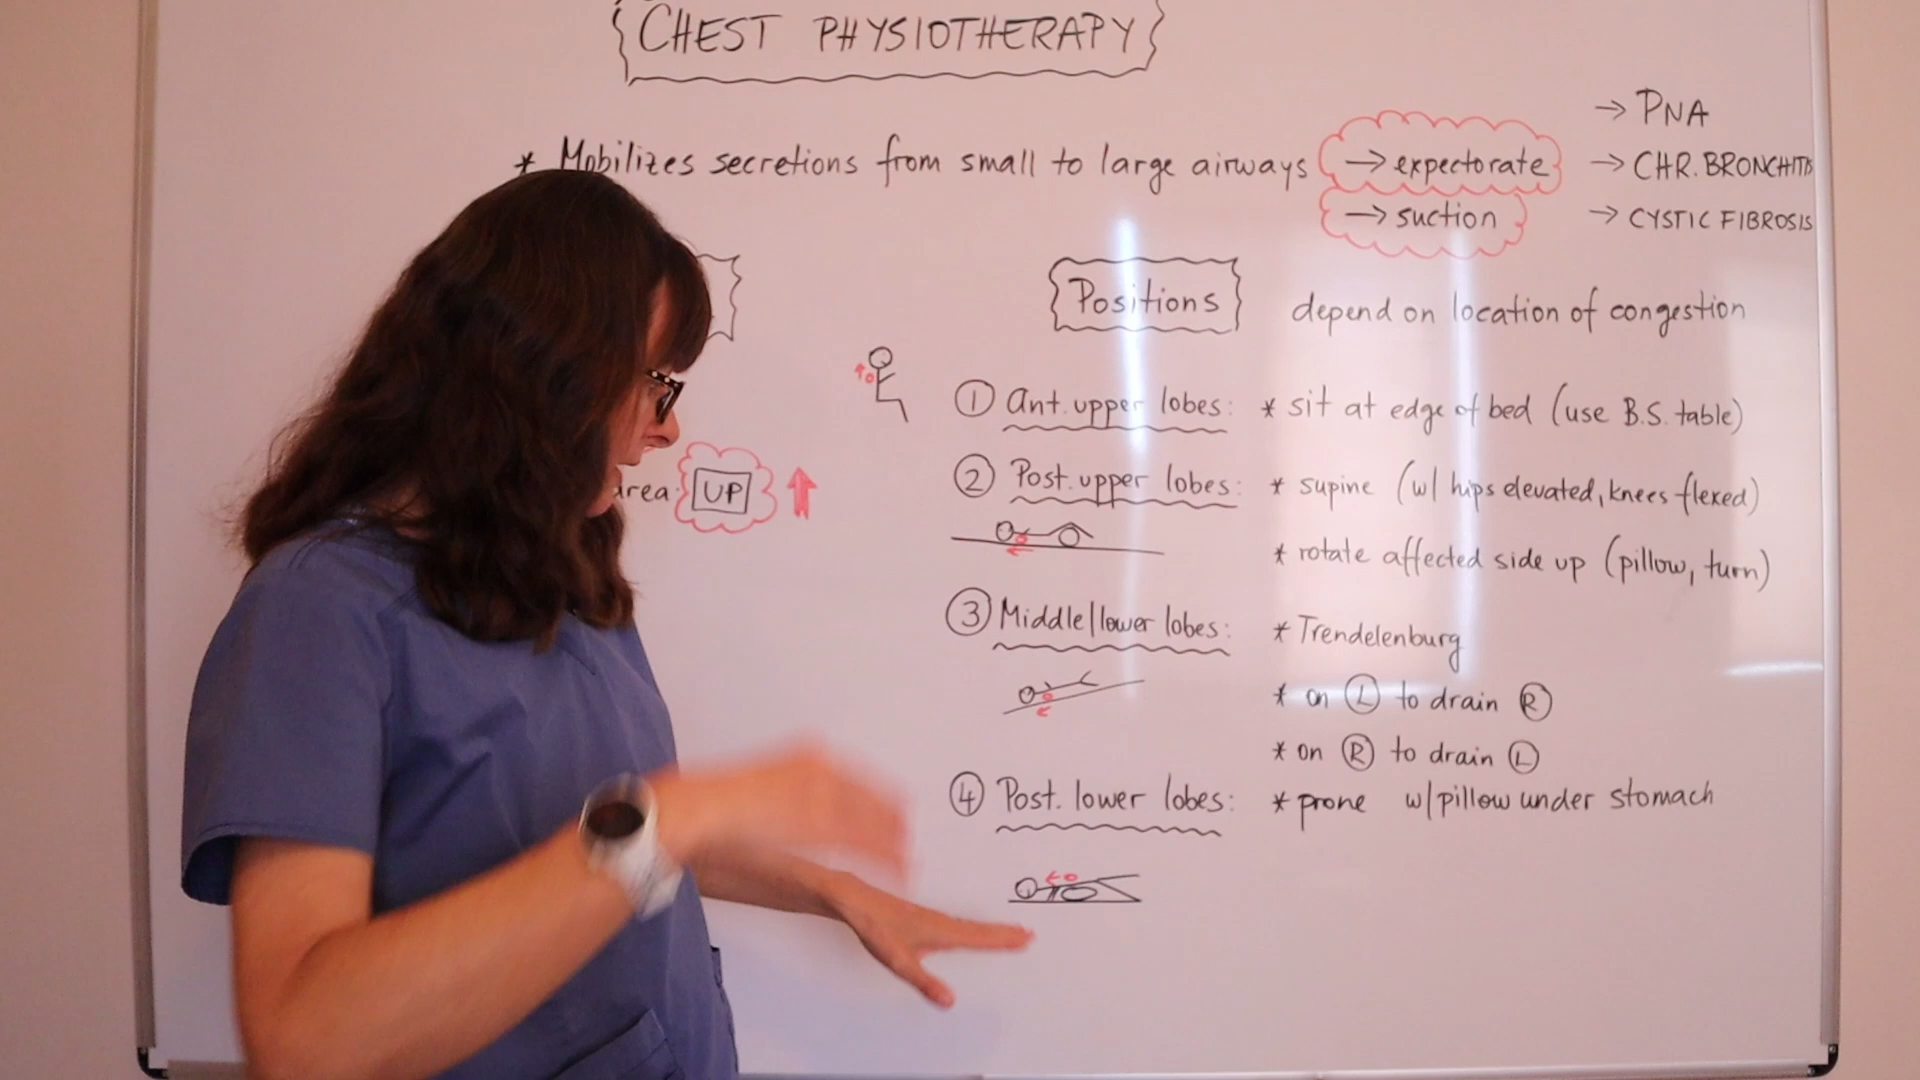 CHEST PHYSIOTHERAPY
* Mobilizes secretions from small to large airways → expectorate
→ suction
→ PNA
→ CHR. BRONCHITIS
→ CYSTIC FIBROSIS
Positions depend on location of congestion
① Ant. upper lobes: * sit at edge of bed (use B.S. table)
area: UP
② Post. upper lobes: * supine (w/ hips elevated, knees flexed)
* rotate affected side up (pillow, turn)
③ Middle/lower lobes: * Trendelenburg
* on Ⓛ to drain Ⓡ
* on Ⓡ to drain Ⓛ
④ Post. lower lobes: * prone w/ pillow under stomach